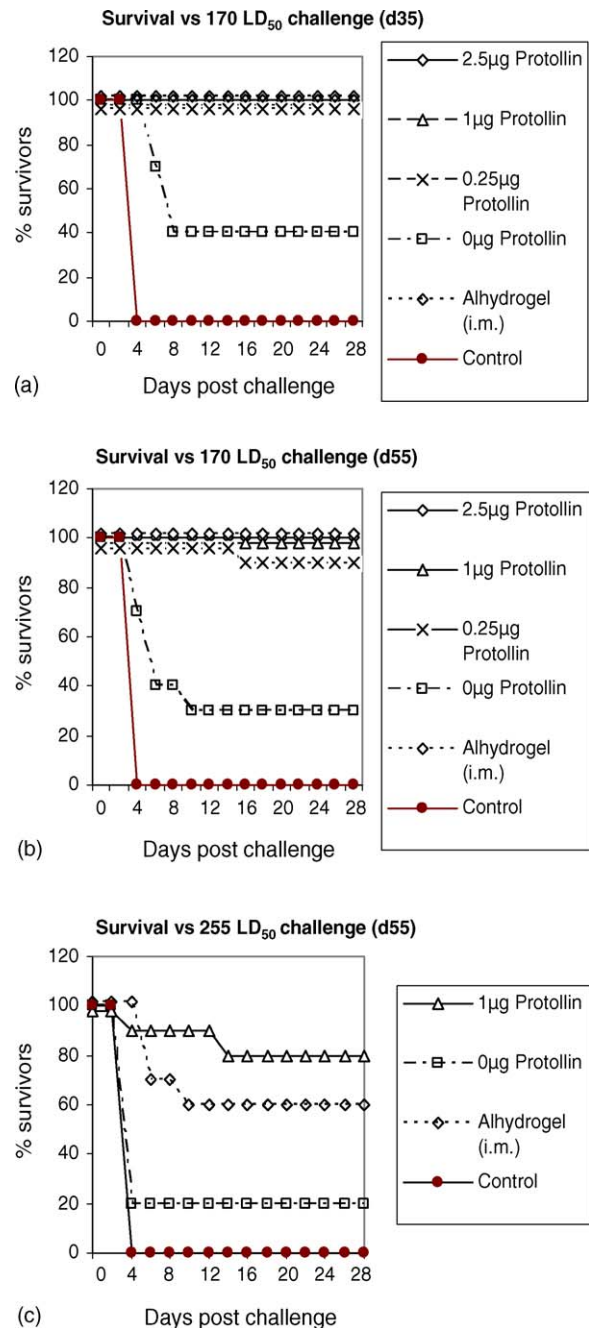 Survival vs 170 LD50 challenge (d35)
120
100
80
60
40
20
0
% survivors
0 4 8 12 16 20 24 28
Days post challenge
(a)
2.5µg Protollin
1µg Protollin
0.25µg
Protollin
0µg Protollin
Alhydrogel
(i.m.)
Control
Survival vs 170 LD50 challenge (d55)
120
100
80
60
40
20
0
% survivors
0 4 8 12 16 20 24 28
Days post challenge
(b)
2.5µg Protollin
1µg Protollin
0.25µg
Protollin
0µg Protollin
Alhydrogel
(i.m.)
Control
Survival vs 255 LD50 challenge (d55)
120
100
80
60
40
20
0
% survivors
0 4 8 12 16 20 24 28
Days post challenge
(c)
1µg Protollin
0µg Protollin
Alhydrogel
(i.m.)
Control